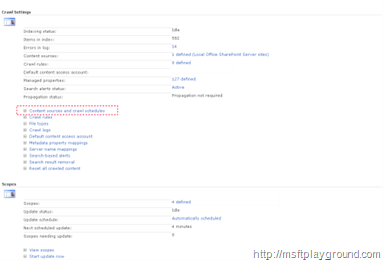 Crawl Settings
Indexing status: Idle
Items in index: 592
Errors in log: 16
Content sources: 1 defined (Local Office SharePoint Server sites)
Crawl rules: 0 defined
Default content access account:
Managed properties: 127 defined
Search alerts status: Active
Propagation status: Propagation not required
Content sources and crawl schedules
Crawl rules
File types
Crawl logs
Default content access account
Metadata property mappings
Server name mappings
Search-based alerts
Search result removal
Reset all crawled content
Scopes
Scopes: 4 defined
Update status: Idle
Update schedule: Automatically scheduled
Next scheduled update: 4 minutes
Scopes needing update: 0
View scopes
Start update now
http://msftplayground.com